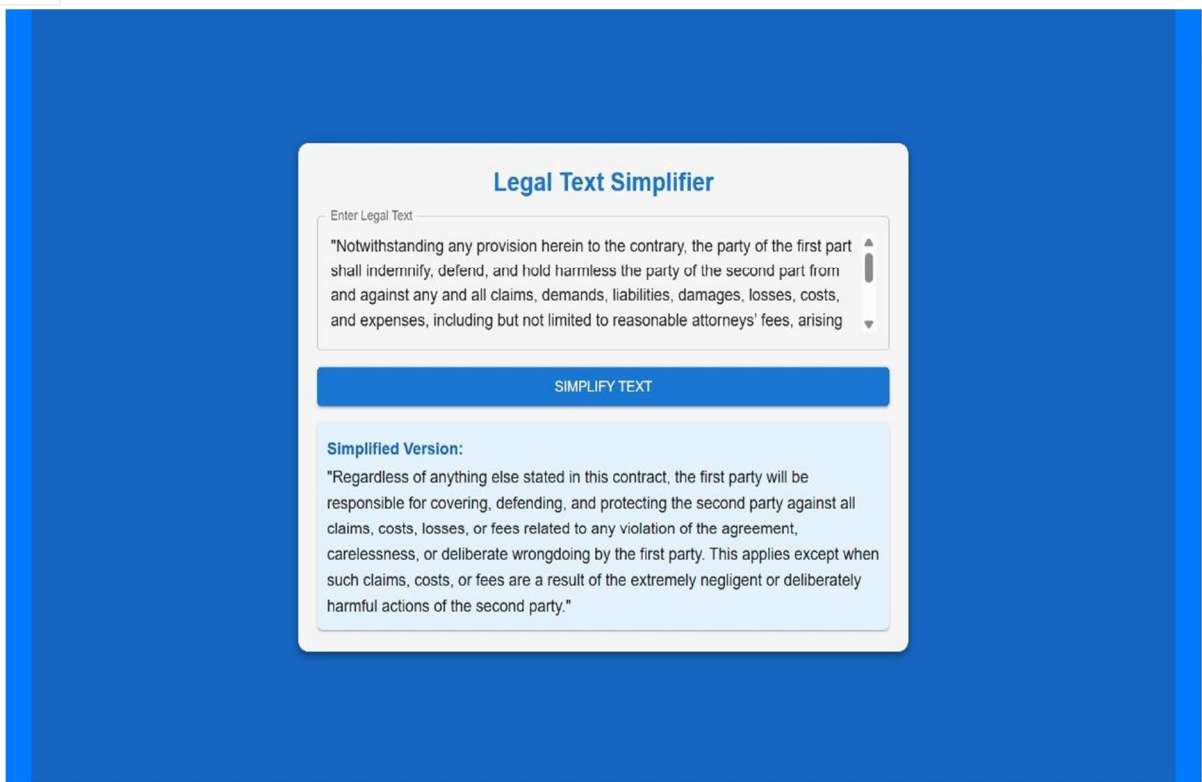 Legal Text Simplifier
Enter Legal Text
"Notwithstanding any provision herein to the contrary, the party of the first part
shall indemnify, defend, and hold harmless the party of the second part from
and against any and all claims, demands, liabilities, damages, losses, costs,
and expenses, including but not limited to reasonable attorneys’ fees, arising
SIMPLIFY TEXT
Simplified Version:
"Regardless of anything else stated in this contract, the first party will be
responsible for covering, defending, and protecting the second party against all
claims, costs, losses, or fees related to any violation of the agreement,
carelessness, or deliberate wrongdoing by the first party. This applies except when
such claims, costs, or fees are a result of the extremely negligent or deliberately
harmful actions of the second party."